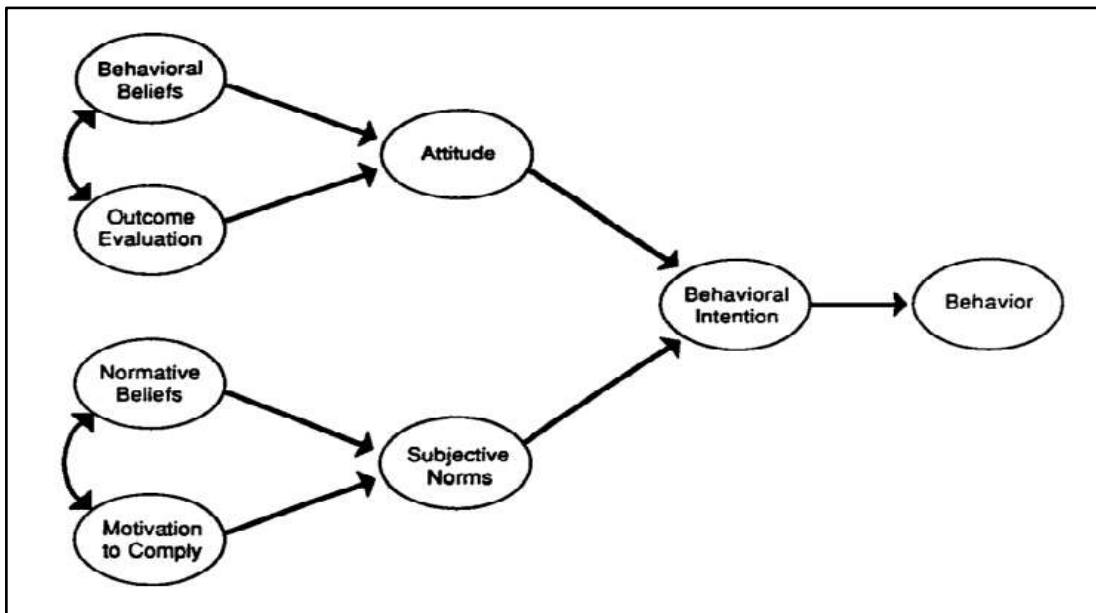 Behavioral
Beliefs
Attitude
Outcome
Evaluation
Behavioral
Intention
Behavior
Normative
Beliefs
Subjective
Norms
Motivation
to Comply